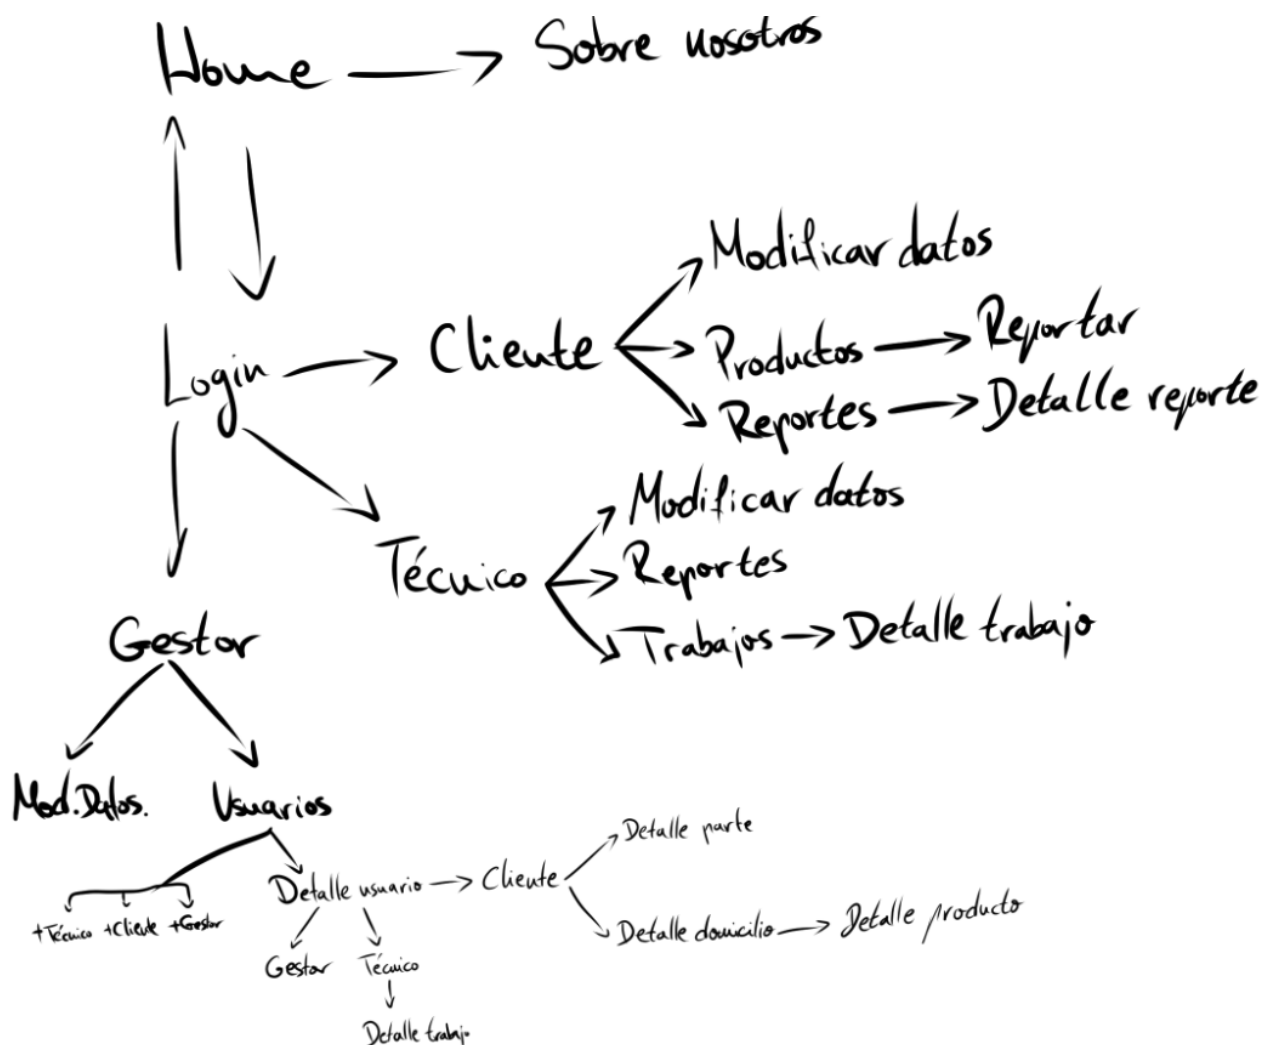 Home
Sobre nosotros
Login
Cliente
Modificar datos
Productos
Reportar
Reportes
Detalle reporte
Técnico
Modificar datos
Reportes
Trabajos
Detalle trabajo
Gestor
Mod. Datos.
Usuarios
+Técnico
+Cliente
+Gestor
Detalle usuario
Cliente
Detalle parte
Detalle domicilio
Detalle producto
Gestor
Técnico
Detalle trabajo